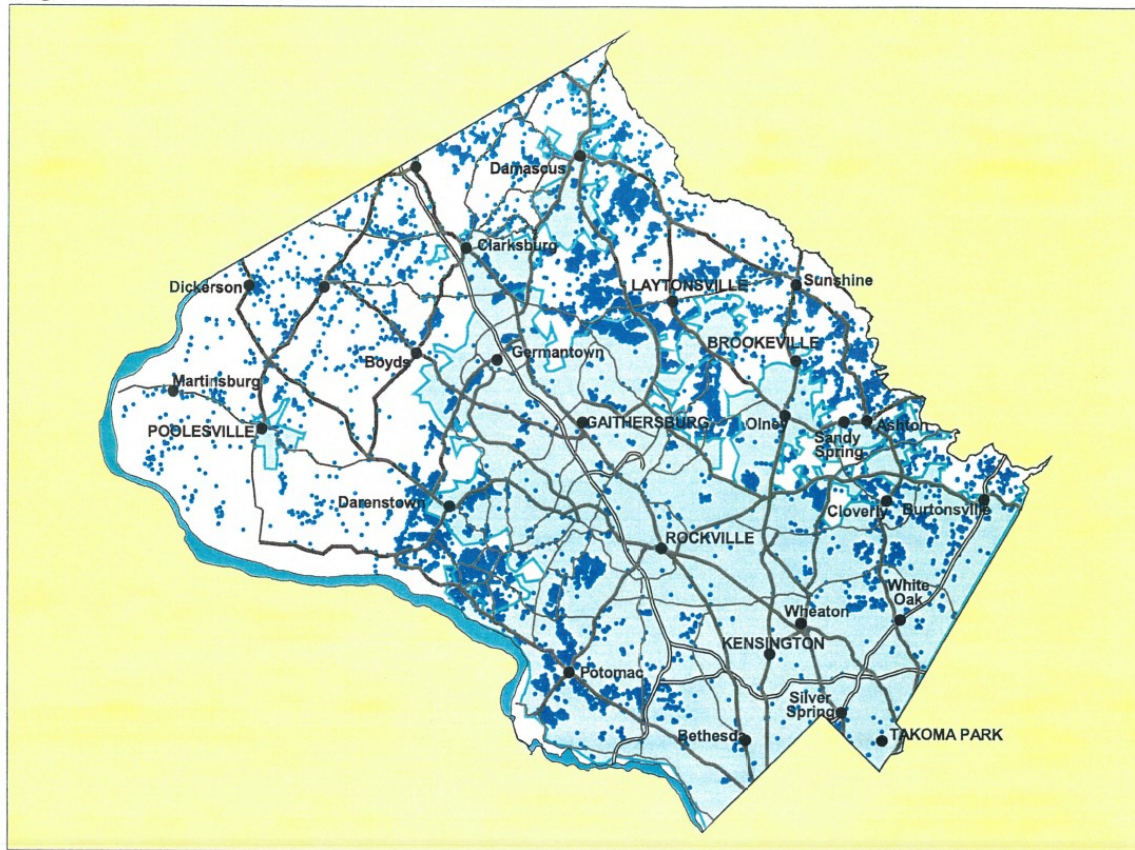 Damascus
Clarksburg
Dickerson
LAYTONSVILLE
Sunshine
BROOKEVILLE
Germantown
Boyds
Martinsburg
POOLESVILLE
GAITHERSBURG
Olney
Sandy
Spring
Ashton
Darenstown
Cloverly
Burtonsville
ROCKVILLE
White
Oak
Wheaton
KENSINGTON
Potomac
Silver
Spring
Bethesda
TAKOMA PARK